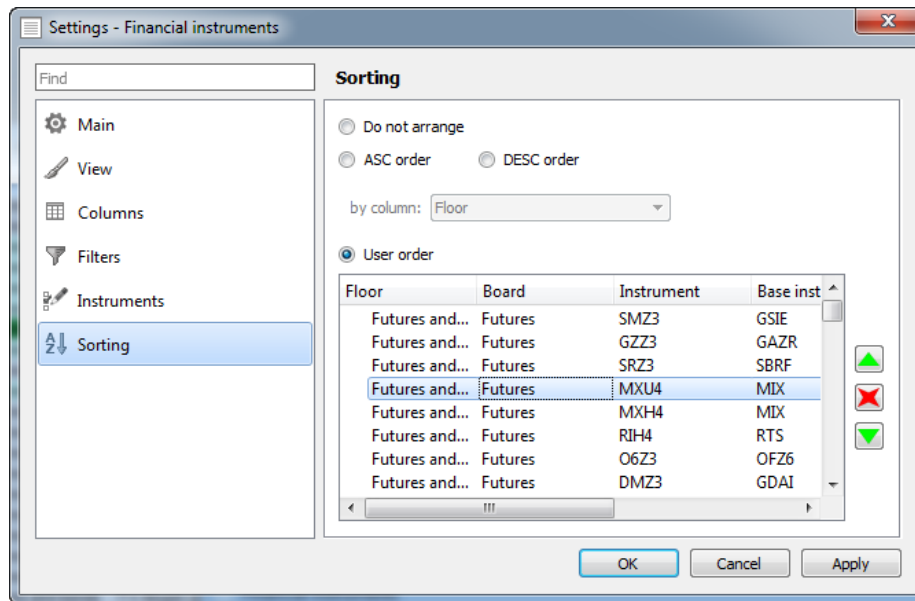 Settings - Financial instruments
Find
Main
View
Columns
Filters
Instruments
Sorting
Sorting
Do not arrange
ASC order DESC order
by column: Floor
User order
Floor Board Instrument Base inst
Futures and... Futures SMZ3 GSIE
Futures and... Futures GZZ3 GAZR
Futures and... Futures SRZ3 SBRF
Futures and... Futures MXU4 MIX
Futures and... Futures MXH4 MIX
Futures and... Futures RIH4 RTS
Futures and... Futures O6Z3 OFZ6
Futures and... Futures DMZ3 GDAI
OK Cancel Apply